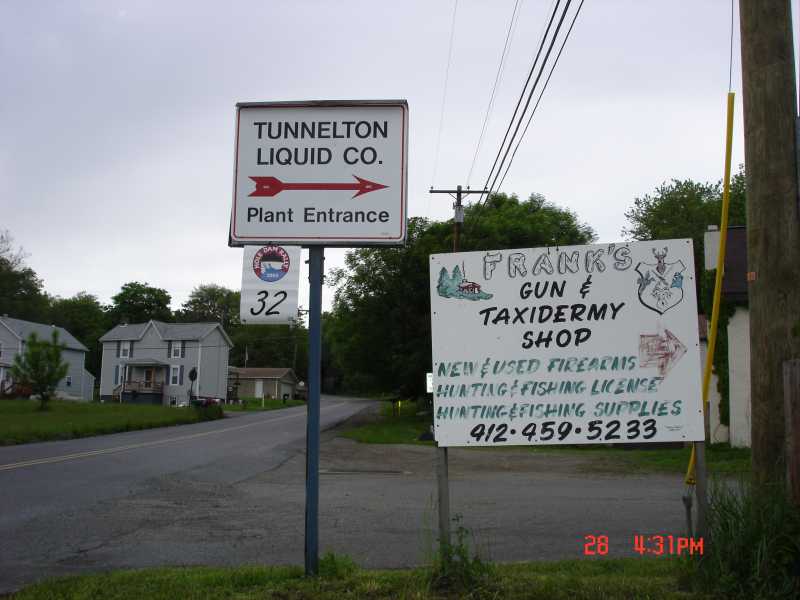 TUNNELTON
LIQUID CO.
Plant Entrance
32
FRANK'S
GUN &
TAXIDERMY
SHOP
NEW & USED FIREARMS
HUNTING & FISHING LICENSE
HUNTING & FISHING SUPPLIES
412·459·5233
28 4:31PM